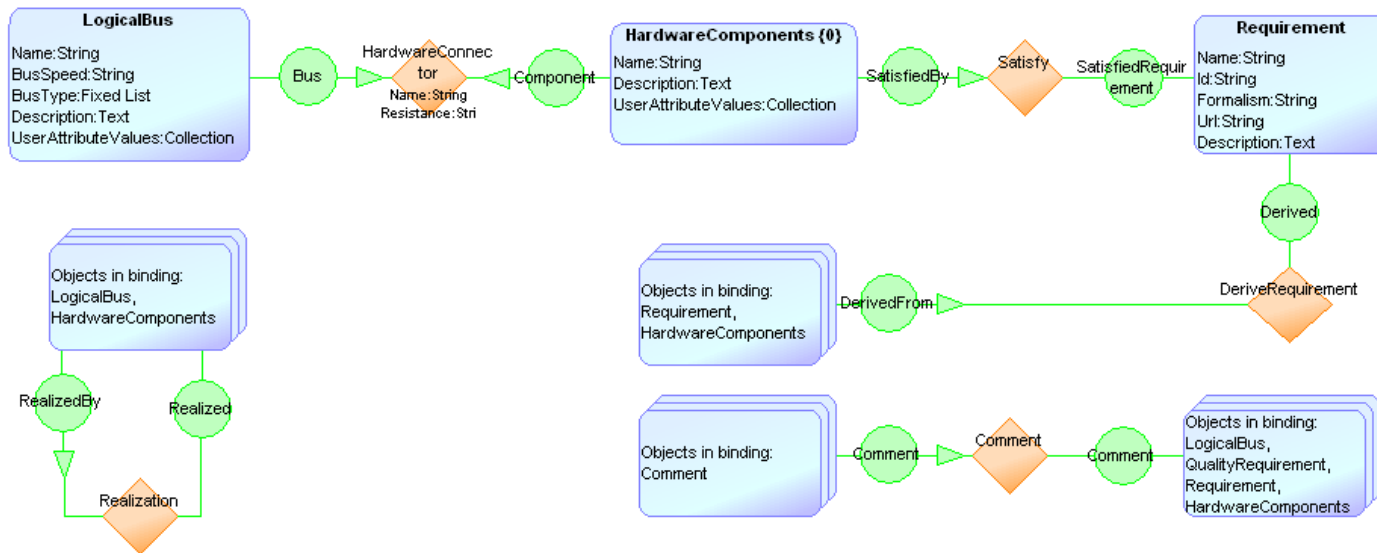 LogicalBus
Name:String
BusSpeed:String
BusType:Fixed List
Description:Text
UserAttributeValues:Collection
Bus
HardwareConnec
tor
Name:String
Resistance:Stri
Component
HardwareComponents {0}
Name:String
Description:Text
UserAttributeValues:Collection
SatisfiedBy
Satisfy
SatisfiedRequir
ement
Requirement
Name:String
Id:String
Formalism:String
Url:String
Description:Text
Derived
DeriveRequirement
Objects in binding:
LogicalBus,
HardwareComponents
RealizedBy
Realized
Realization
Objects in binding:
Requirement,
HardwareComponents
DerivedFrom
Objects in binding:
Comment
Comment
Comment
Comment
Objects in binding:
LogicalBus,
QualityRequirement,
Requirement,
HardwareComponents